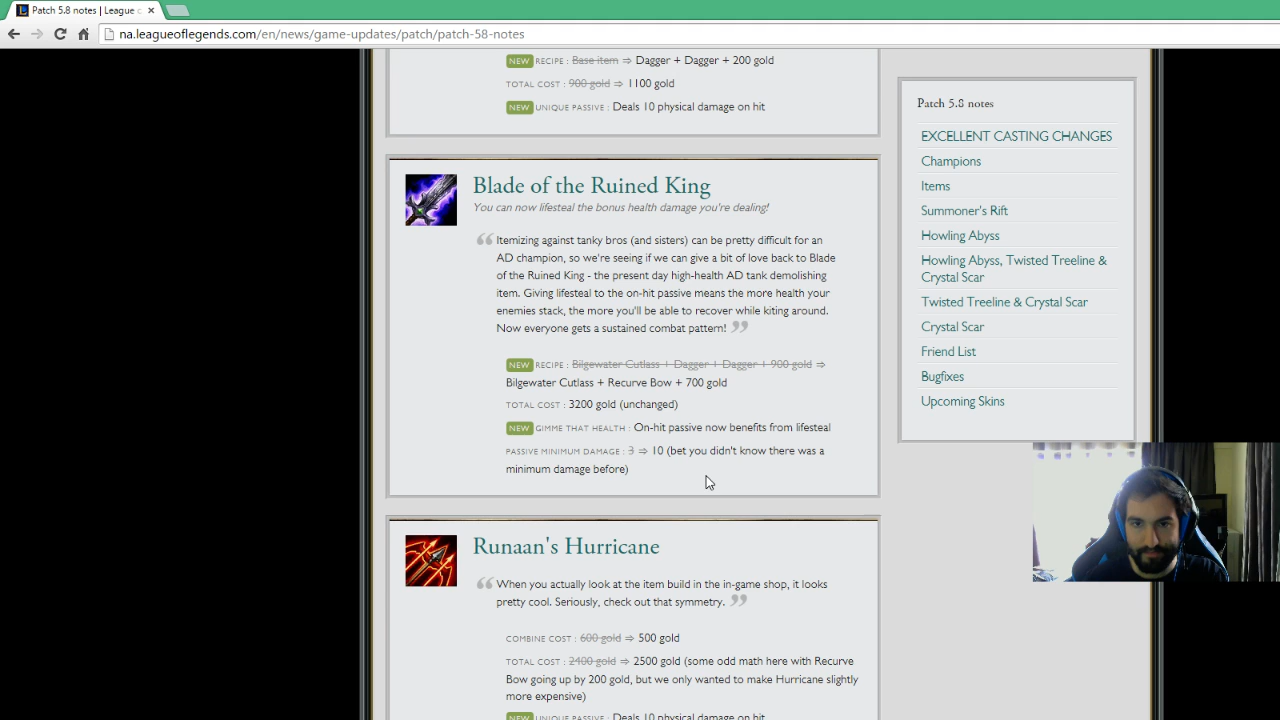 Patch 5.8 notes | League
na.leagueoflegends.com/en/news/game-updates/patch/patch-58-notes
NEW RECIPE : Base item ⇒ Dagger + Dagger + 200 gold
TOTAL COST : 900 gold ⇒ 1100 gold
NEW UNIQUE PASSIVE : Deals 10 physical damage on hit
Blade of the Ruined King
You can now lifesteal the bonus health damage you're dealing!
“ Itemizing against tanky bros (and sisters) can be pretty difficult for an
AD champion, so we're seeing if we can give a bit of love back to Blade
of the Ruined King - the present day high-health AD tank demolishing
item. Giving lifesteal to the on-hit passive means the more health your
enemies stack, the more you'll be able to recover while kiting around.
Now everyone gets a sustained combat pattern! ”
NEW RECIPE : Bilgewater Cutlass + Dagger + Dagger + 900 gold ⇒
Bilgewater Cutlass + Recurve Bow + 700 gold
TOTAL COST : 3200 gold (unchanged)
NEW GIMME THAT HEALTH : On-hit passive now benefits from lifesteal
PASSIVE MINIMUM DAMAGE : 3 ⇒ 10 (bet you didn't know there was a
minimum damage before)
Runaan's Hurricane
“ When you actually look at the item build in the in-game shop, it looks
pretty cool. Seriously, check out that symmetry. ”
COMBINE COST : 600 gold ⇒ 500 gold
TOTAL COST : 2400 gold ⇒ 2500 gold (some odd math here with Recurve
Bow going up by 200 gold, but we only wanted to make Hurricane slightly
more expensive)
NEW UNIQUE PASSIVE : Deals 10 physical damage on hit
Patch 5.8 notes
EXCELLENT CASTING CHANGES
Champions
Items
Summoner's Rift
Howling Abyss
Howling Abyss, Twisted Treeline &
Crystal Scar
Twisted Treeline & Crystal Scar
Crystal Scar
Friend List
Bugfixes
Upcoming Skins